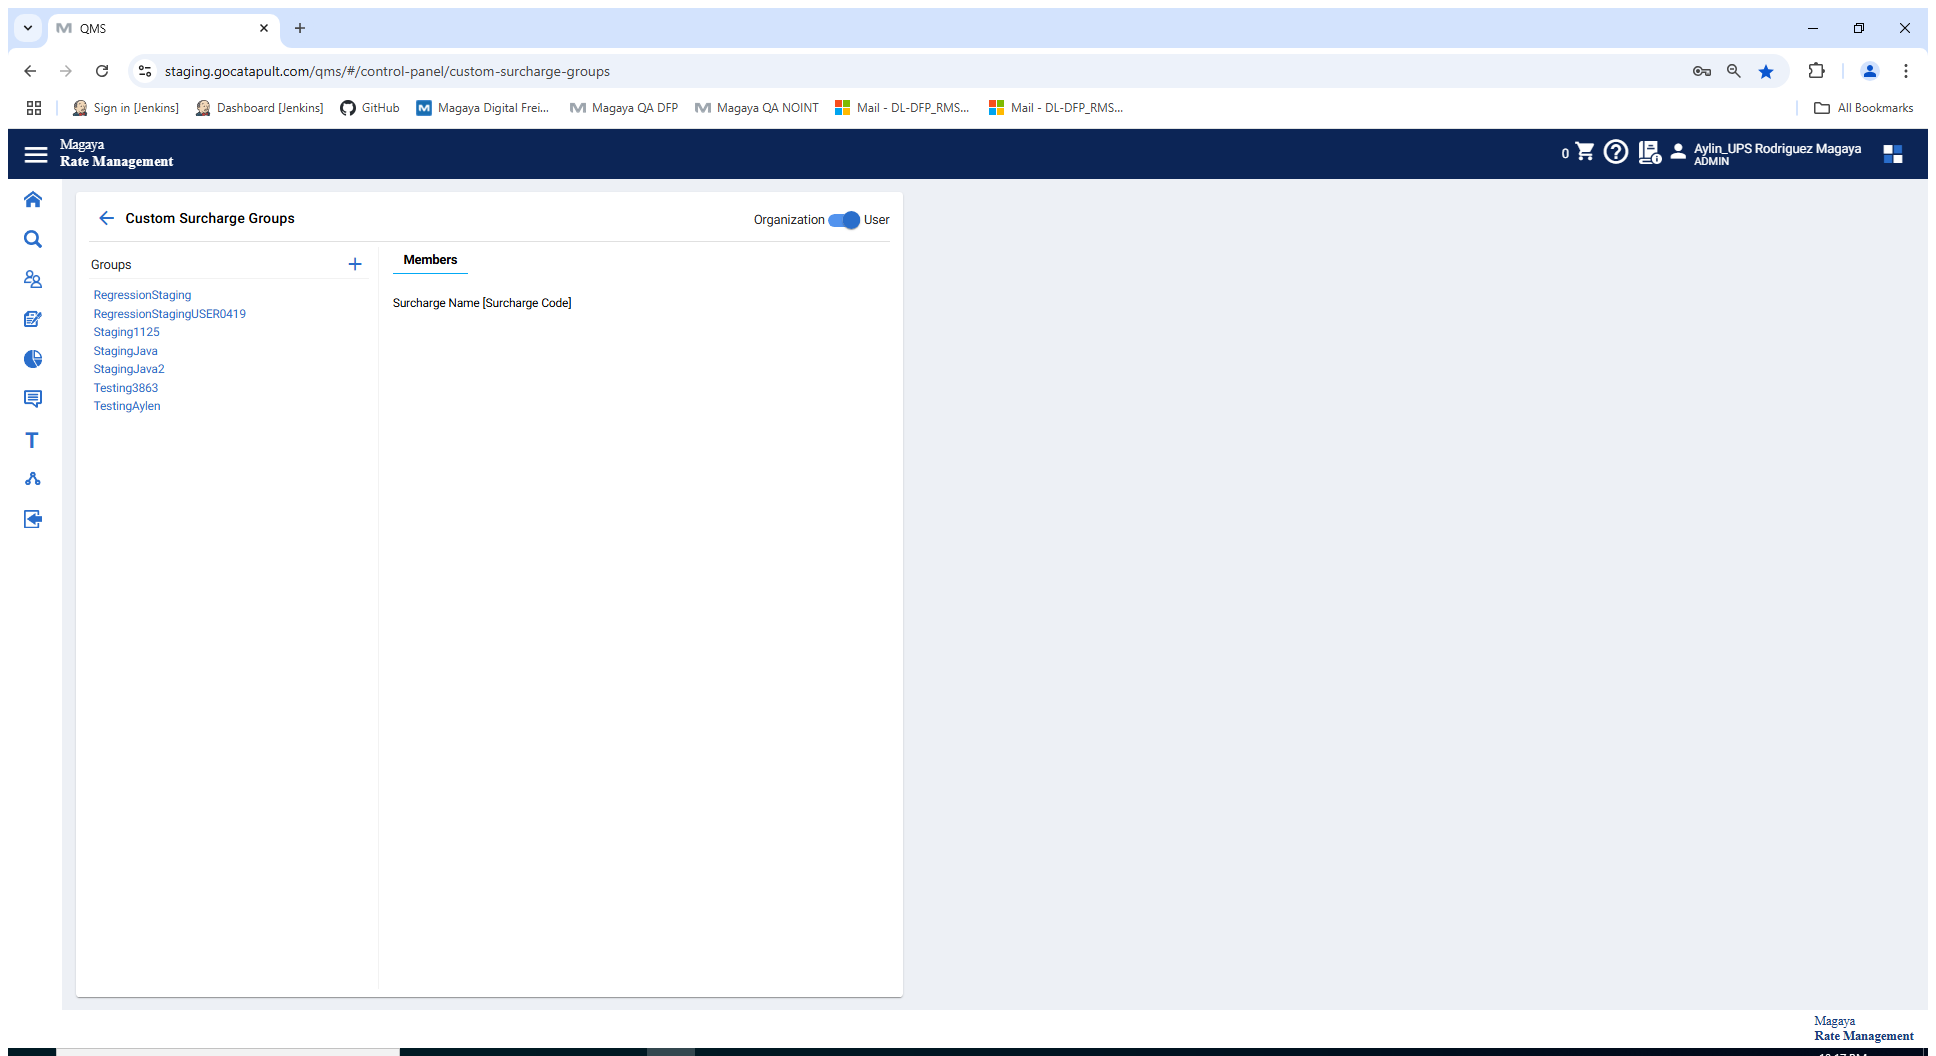 QMS
staging.gocatapult.com/qms/#/control-panel/custom-surcharge-groups
Sign in [Jenkins] Dashboard [Jenkins] GitHub Magaya Digital Frei... Magaya QA DFP Magaya QA NOINT Mail - DL-DFP_RMS... Mail - DL-DFP_RMS... All Bookmarks
Magaya
Rate Management
0 Aylin_UPS Rodriguez Magaya
ADMIN
Custom Surcharge Groups Organization User
Groups
Members
RegressionStaging
RegressionStagingUSER0419
Staging1125
StagingJava
StagingJava2
Testing3863
TestingAylen
Surcharge Name [Surcharge Code]
Magaya
Rate Management